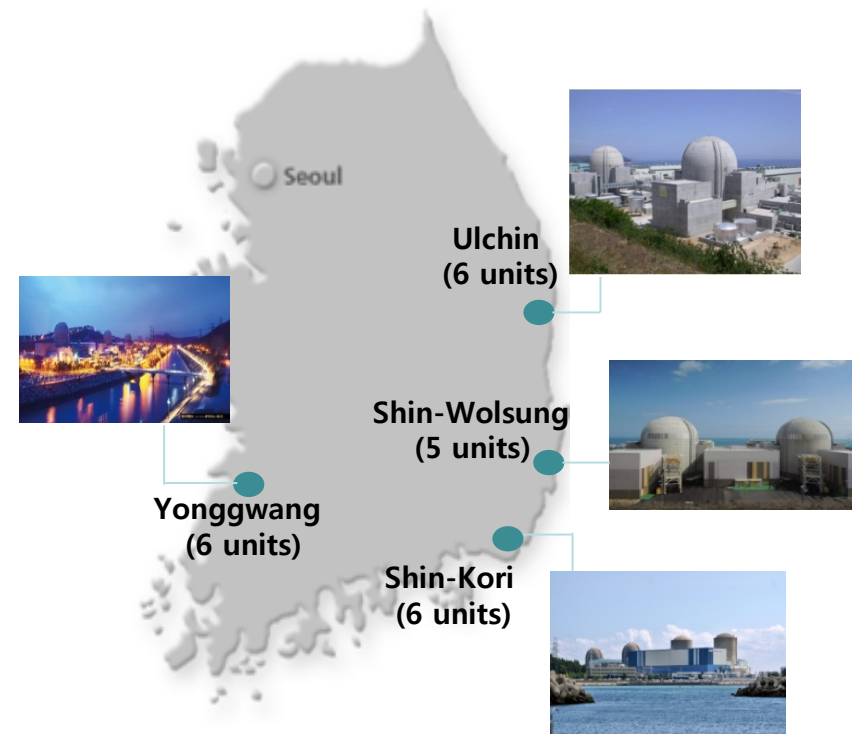 Seoul
Ulchin
(6 units)
Shin-Wolsung
(5 units)
Yonggwang
(6 units)
Shin-Kori
(6 units)